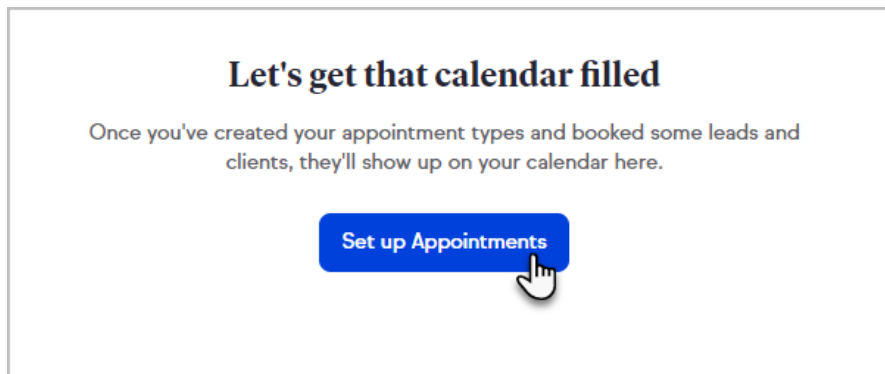 Let's get that calendar filled
Once you've created your appointment types and booked some leads and
clients, they'll show up on your calendar here.
Set up Appointments